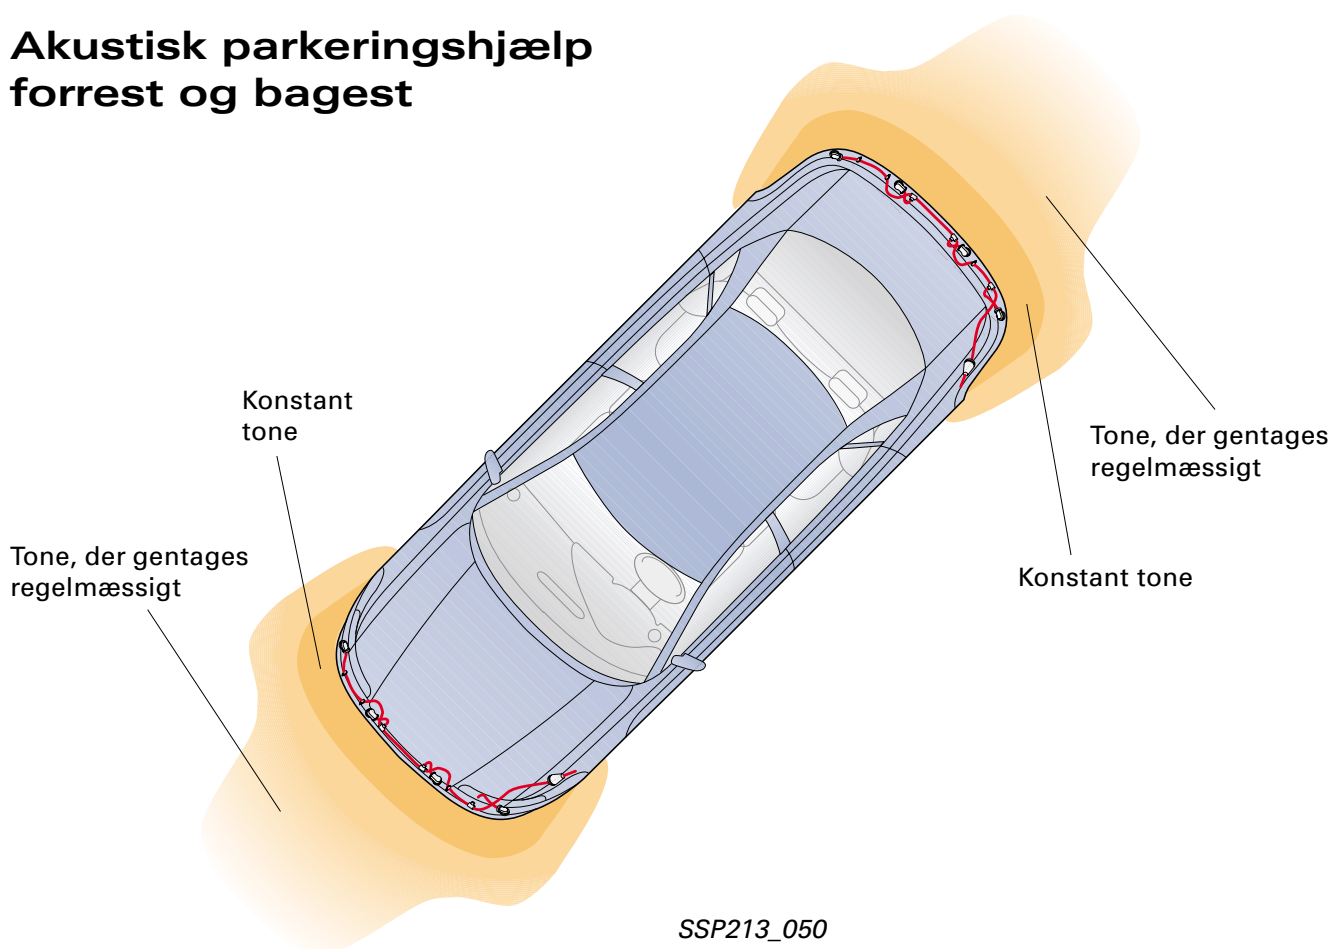 Akustisk parkeringshjælp
forrest og bagest
Konstant
tone
Tone, der gentages
regelmæssigt
Tone, der gentages
regelmæssigt
Konstant tone
SSP213_050